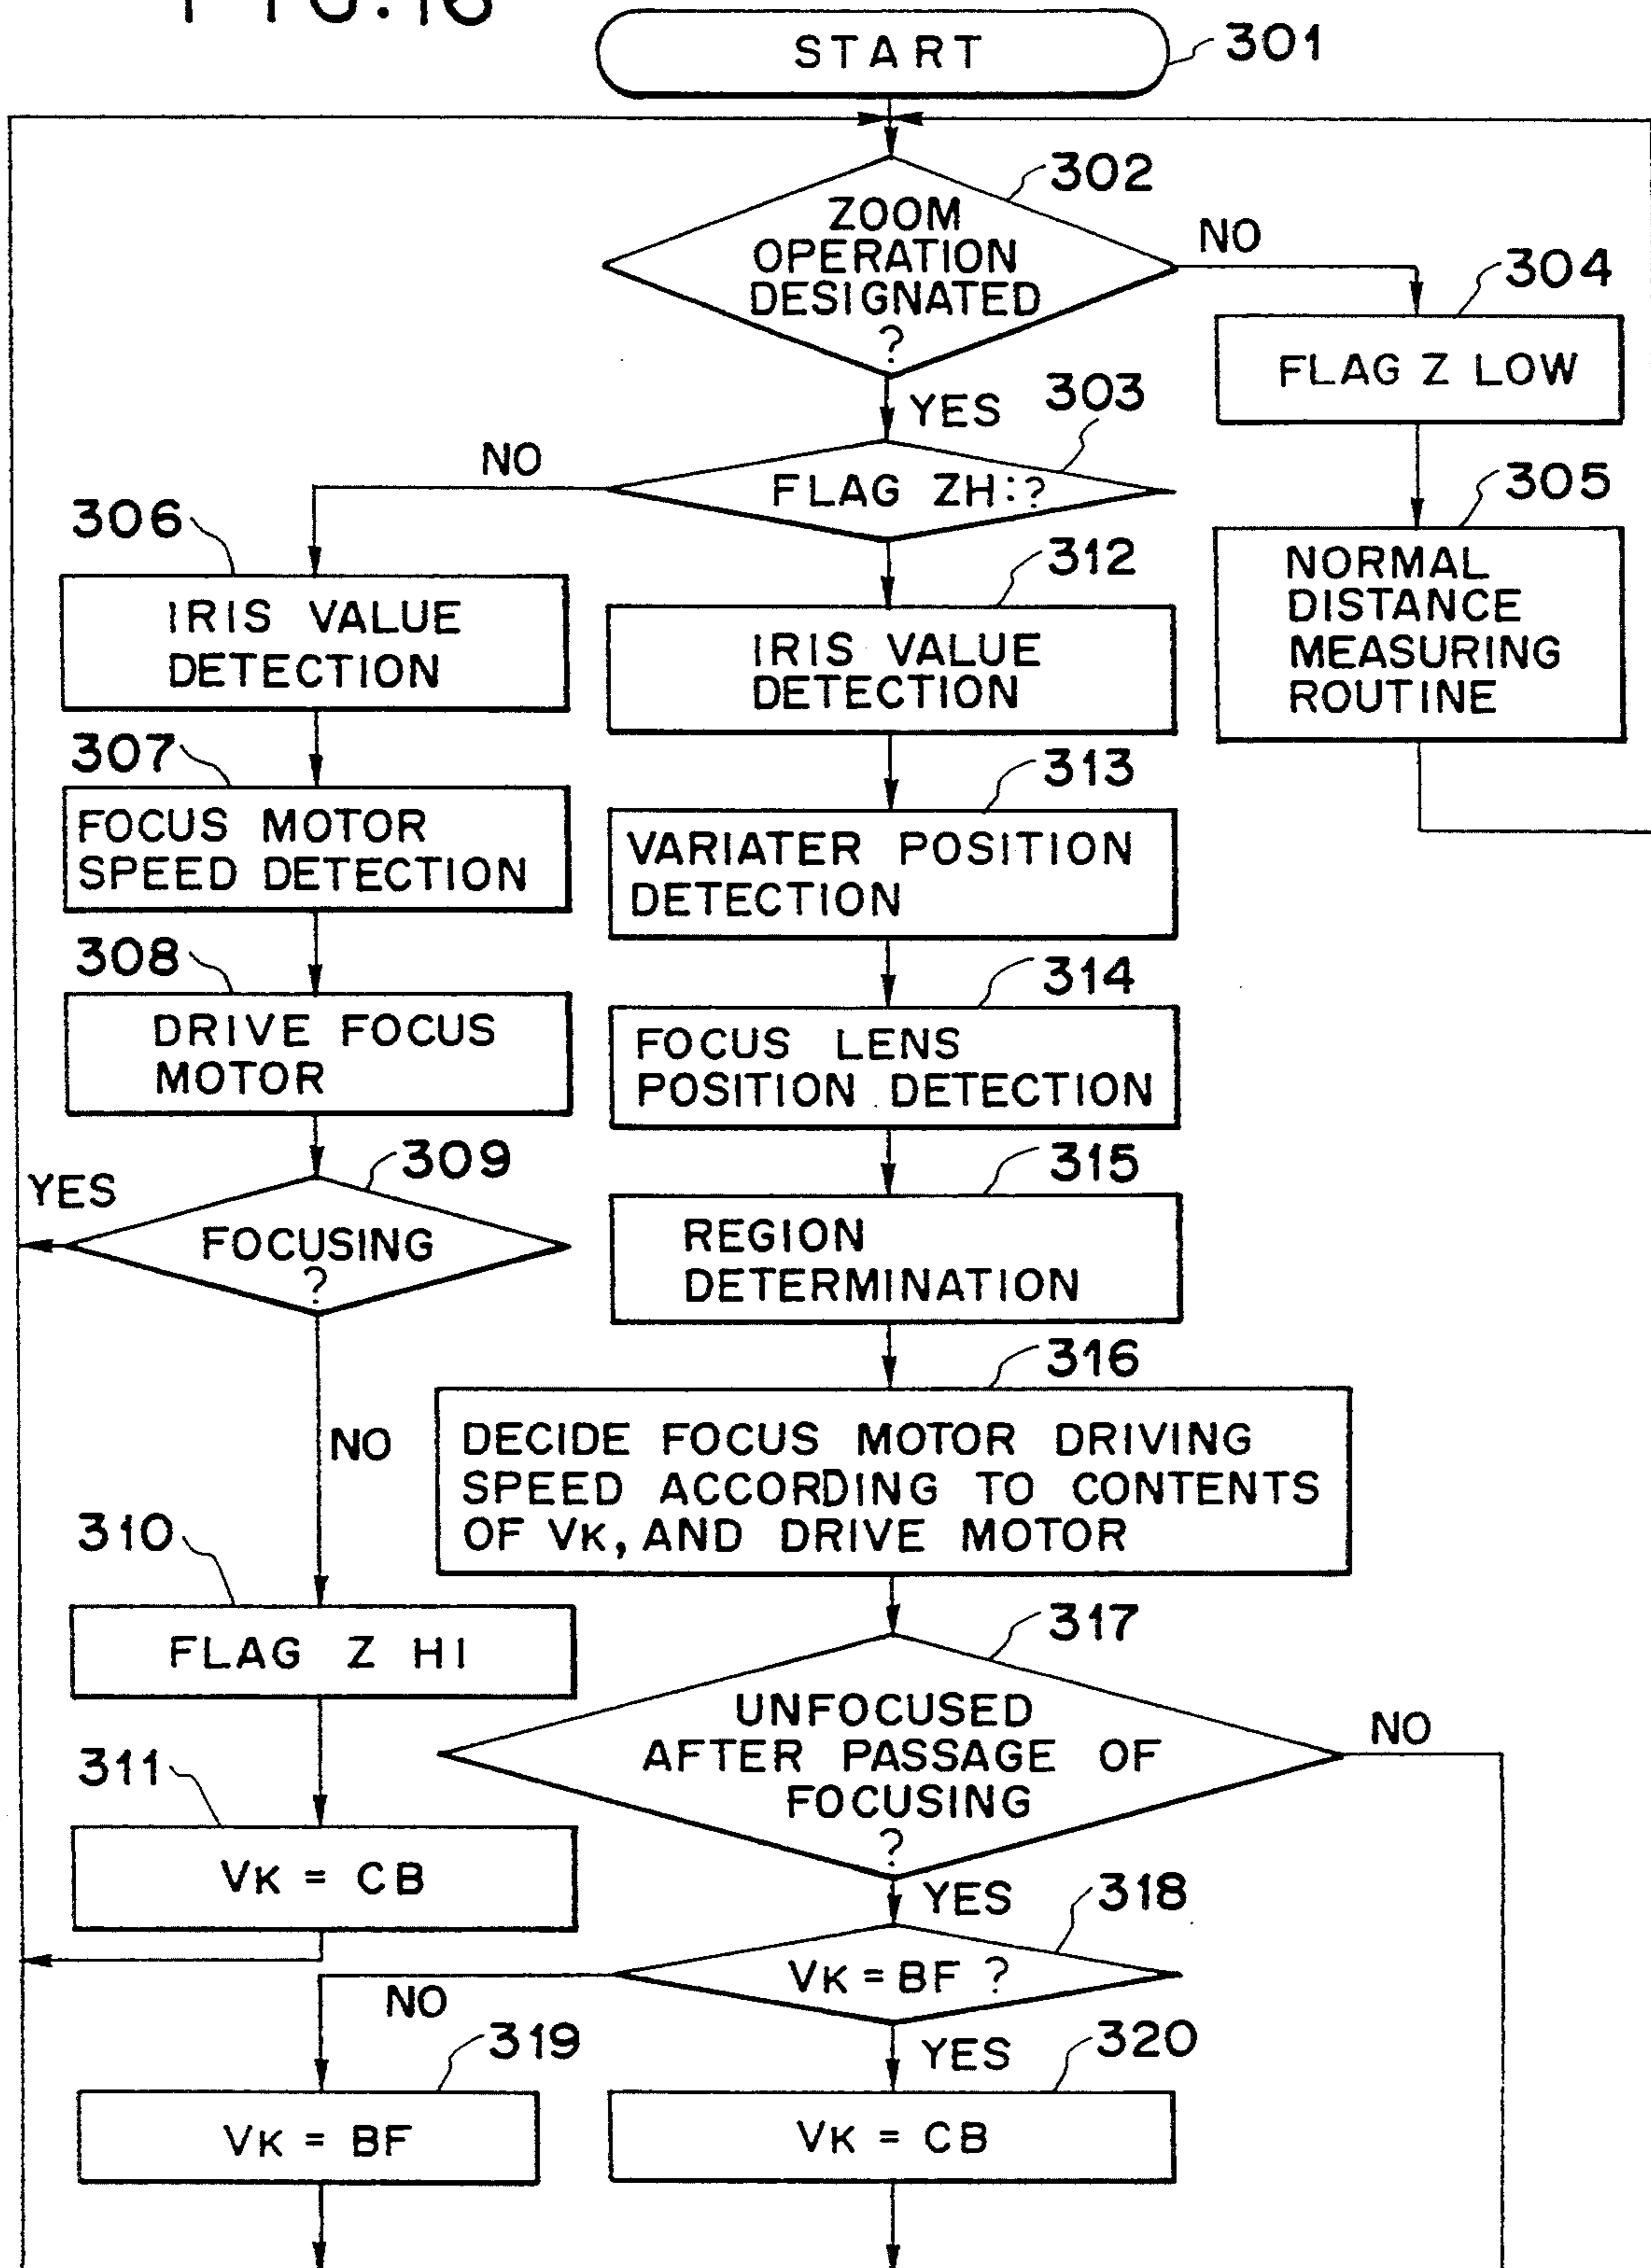 FIG.16
START
301
302
ZOOM
OPERATION
DESIGNATED
?
NO
304
FLAG Z LOW
YES
303
FLAG ZH:?
NO
305
NORMAL
DISTANCE
MEASURING
ROUTINE
306
IRIS VALUE
DETECTION
312
IRIS VALUE
DETECTION
307
FOCUS MOTOR
SPEED DETECTION
313
VARIATER POSITION
DETECTION
308
DRIVE FOCUS
MOTOR
314
FOCUS LENS
POSITION DETECTION
309
YES
FOCUSING
?
315
REGION
DETERMINATION
NO
316
DECIDE FOCUS MOTOR DRIVING
SPEED ACCORDING TO CONTENTS
OF VK, AND DRIVE MOTOR
310
FLAG Z HI
317
UNFOCUSED
AFTER PASSAGE OF
FOCUSING
?
NO
311
VK = CB
YES
318
VK = BF ?
NO
319
VK = BF
YES
320
VK = CB